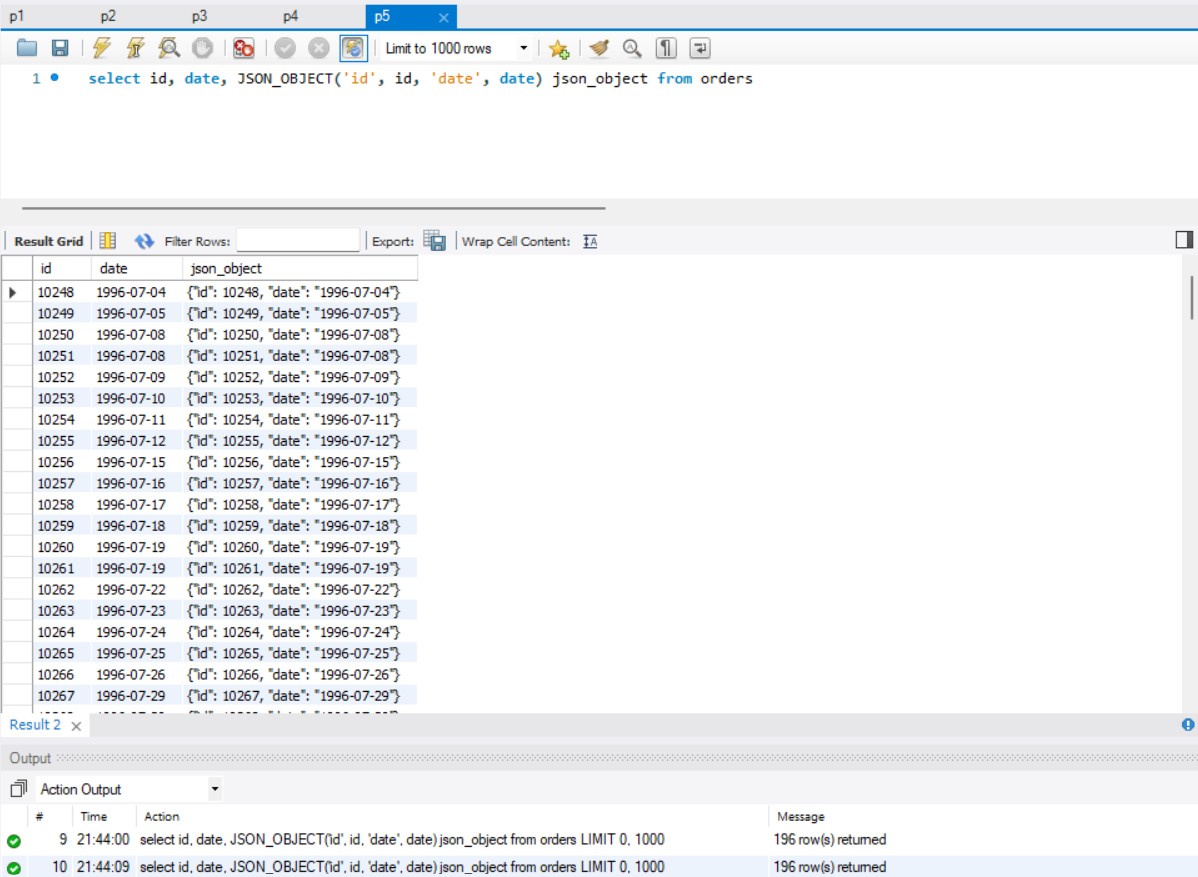 p1 p2 p3 p4 p5
Limit to 1000 rows
1 select id, date, JSON_OBJECT('id', id, 'date', date) json_object from orders
Result Grid Filter Rows: Export: Wrap Cell Content:
id date json_object
10248 1996-07-04 {"id": 10248, "date": "1996-07-04"}
10249 1996-07-05 {"id": 10249, "date": "1996-07-05"}
10250 1996-07-08 {"id": 10250, "date": "1996-07-08"}
10251 1996-07-08 {"id": 10251, "date": "1996-07-08"}
10252 1996-07-09 {"id": 10252, "date": "1996-07-09"}
10253 1996-07-10 {"id": 10253, "date": "1996-07-10"}
10254 1996-07-11 {"id": 10254, "date": "1996-07-11"}
10255 1996-07-12 {"id": 10255, "date": "1996-07-12"}
10256 1996-07-15 {"id": 10256, "date": "1996-07-15"}
10257 1996-07-16 {"id": 10257, "date": "1996-07-16"}
10258 1996-07-17 {"id": 10258, "date": "1996-07-17"}
10259 1996-07-18 {"id": 10259, "date": "1996-07-18"}
10260 1996-07-19 {"id": 10260, "date": "1996-07-19"}
10261 1996-07-19 {"id": 10261, "date": "1996-07-19"}
10262 1996-07-22 {"id": 10262, "date": "1996-07-22"}
10263 1996-07-23 {"id": 10263, "date": "1996-07-23"}
10264 1996-07-24 {"id": 10264, "date": "1996-07-24"}
10265 1996-07-25 {"id": 10265, "date": "1996-07-25"}
10266 1996-07-26 {"id": 10266, "date": "1996-07-26"}
10267 1996-07-29 {"id": 10267, "date": "1996-07-29"}
Result 2
Output
Action Output
# Time Action Message
9 21:44:00 select id, date, JSON_OBJECT('id', id, 'date', date) json_object from orders LIMIT 0, 1000 196 row(s) returned
10 21:44:09 select id, date, JSON_OBJECT('id', id, 'date', date) json_object from orders LIMIT 0, 1000 196 row(s) returned